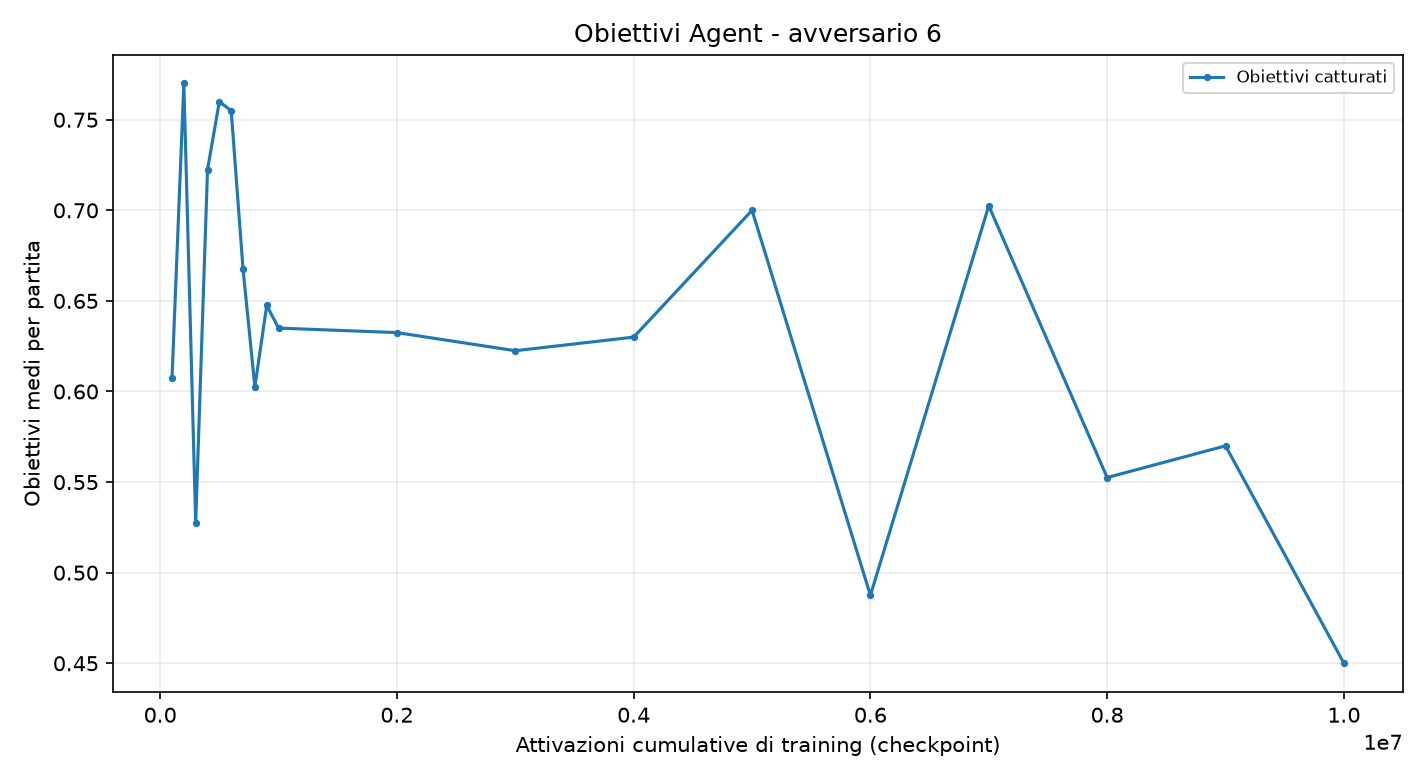 Obiettivi Agent - avversario 6
Obiettivi catturati
Obiettivi medi per partita
0.75
0.70
0.65
0.60
0.55
0.50
0.45
0.0 0.2 0.4 0.6 0.8 1.0
1e7
Attivazioni cumulative di training (checkpoint)